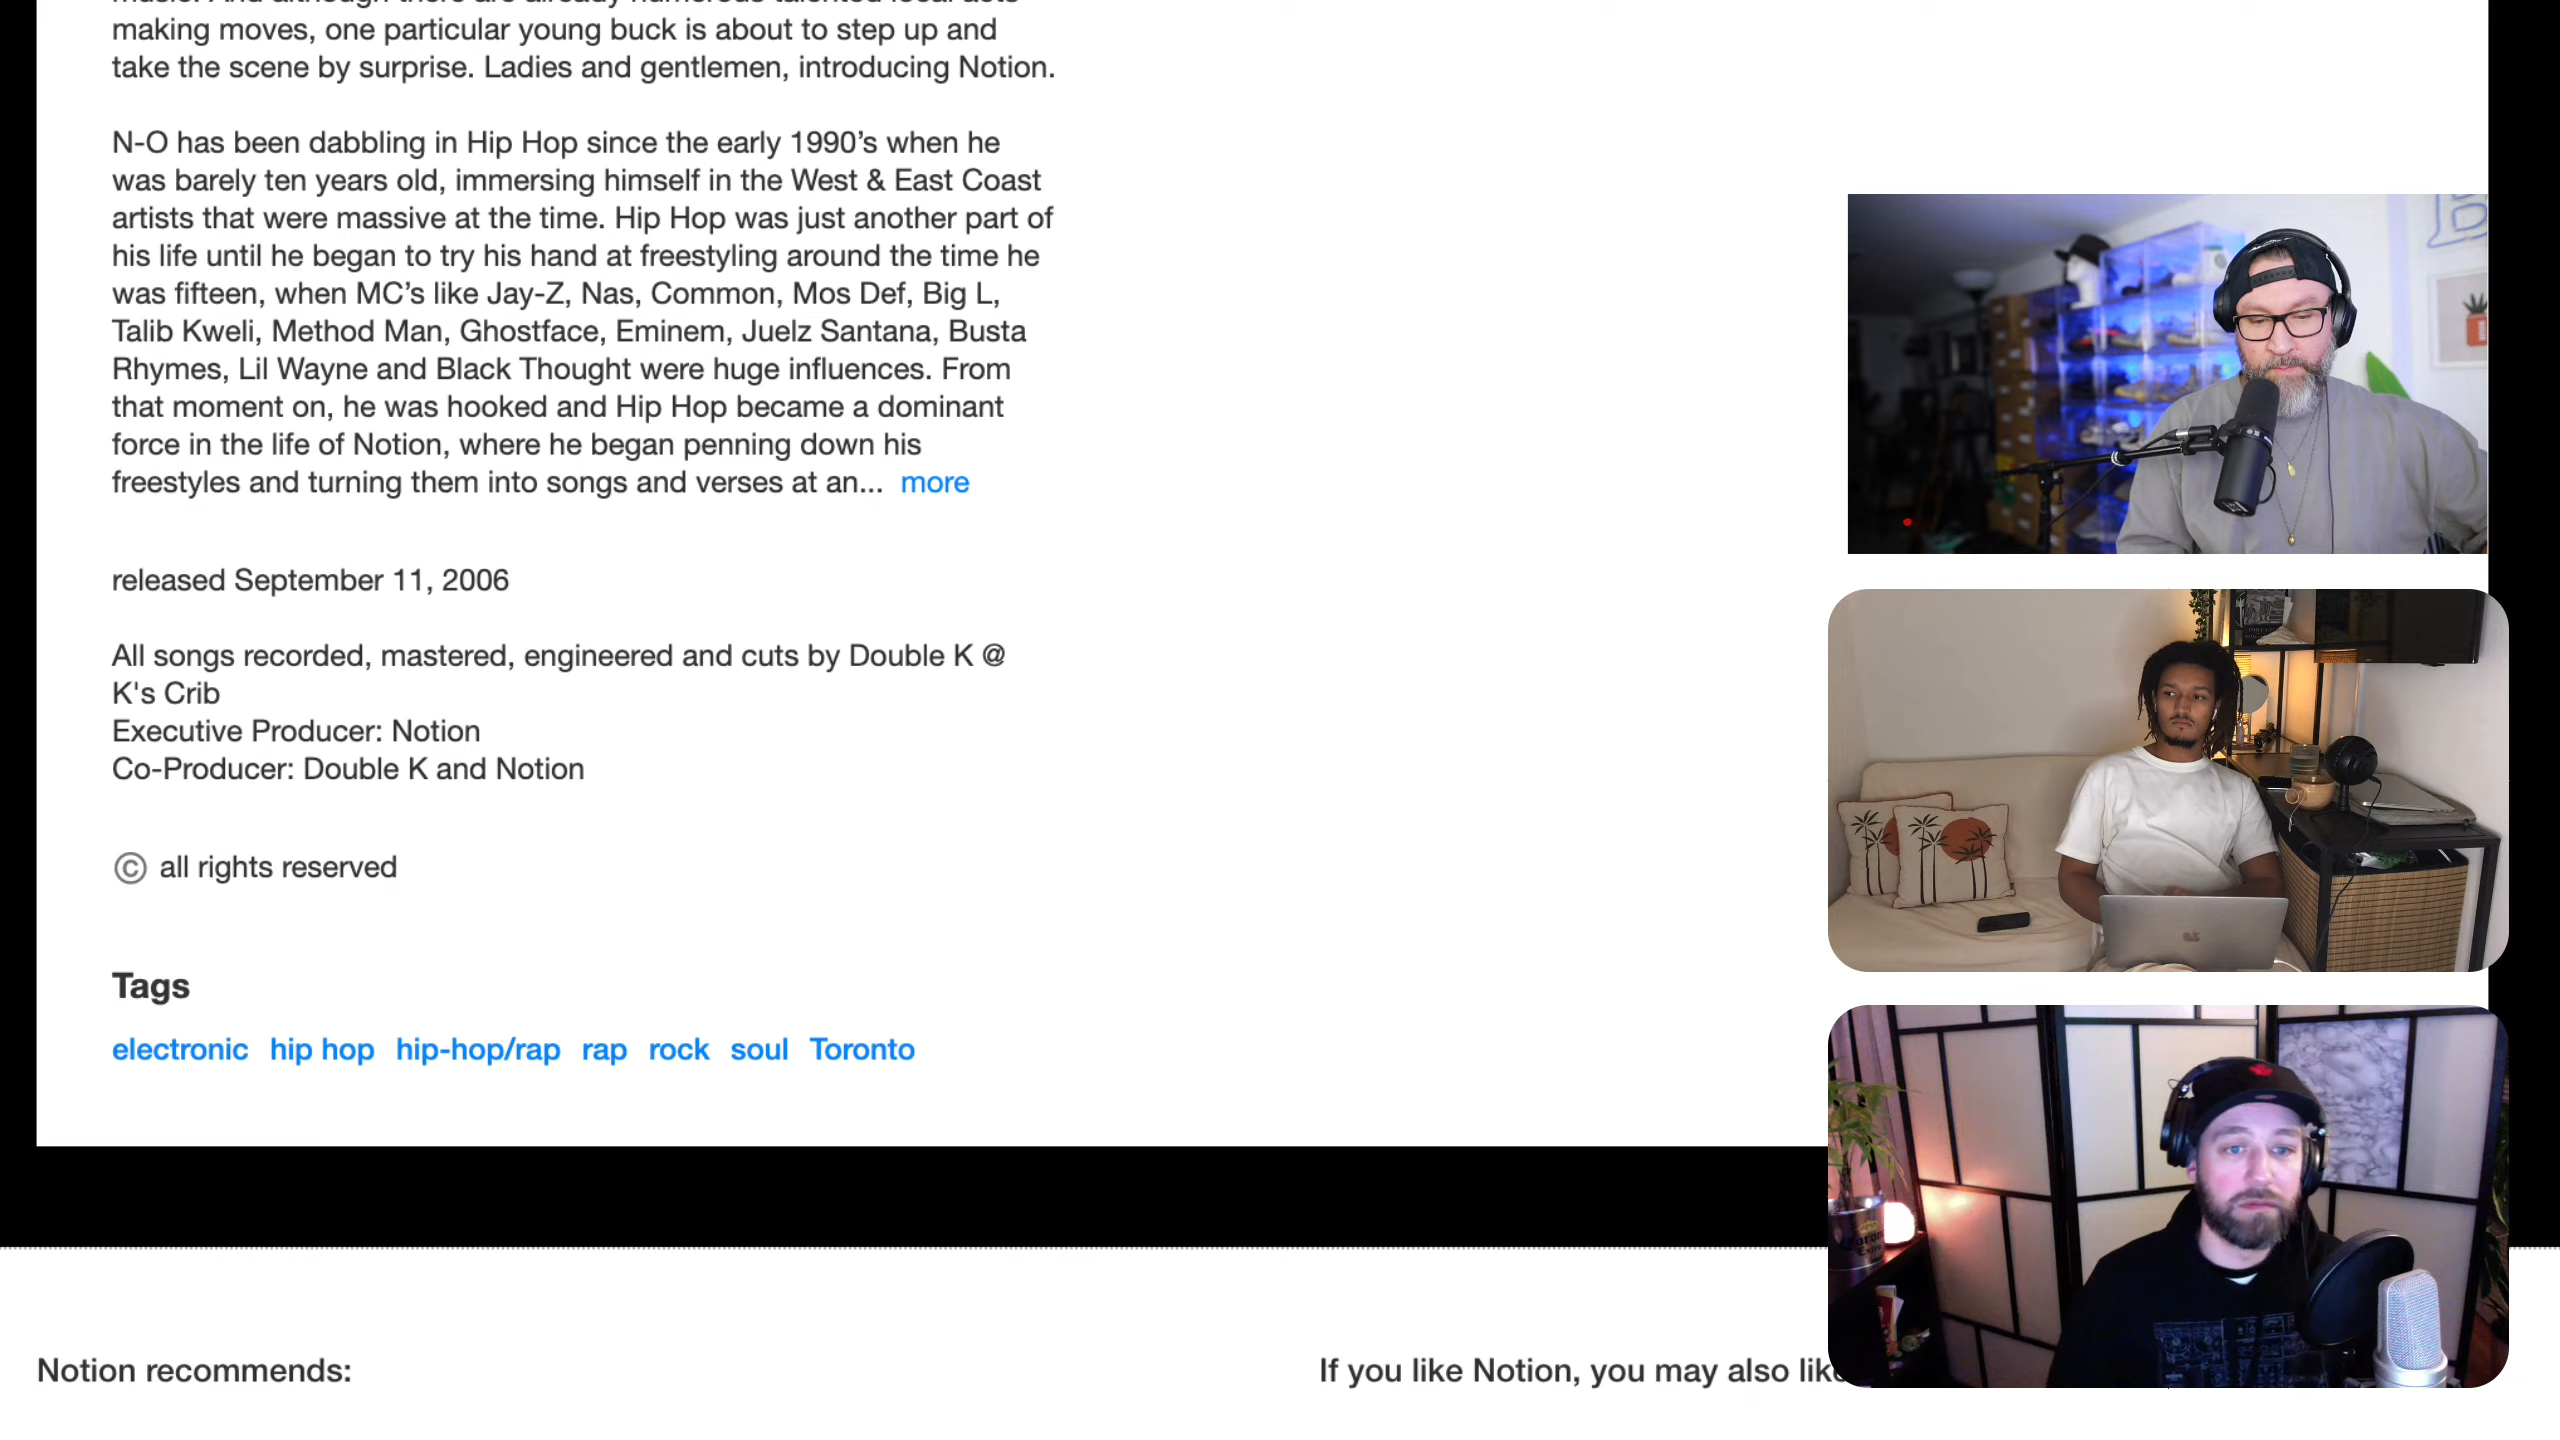 making moves, one particular young buck is about to step up and
take the scene by surprise. Ladies and gentlemen, introducing Notion.
N-O has been dabbling in Hip Hop since the early 1990’s when he
was barely ten years old, immersing himself in the West & East Coast
artists that were massive at the time. Hip Hop was just another part of
his life until he began to try his hand at freestyling around the time he
was fifteen, when MC’s like Jay-Z, Nas, Common, Mos Def, Big L,
Talib Kweli, Method Man, Ghostface, Eminem, Juelz Santana, Busta
Rhymes, Lil Wayne and Black Thought were huge influences. From
that moment on, he was hooked and Hip Hop became a dominant
force in the life of Notion, where he began penning down his
freestyles and turning them into songs and verses at an... more
released September 11, 2006
All songs recorded, mastered, engineered and cuts by Double K @
K's Crib
Executive Producer: Notion
Co-Producer: Double K and Notion
© all rights reserved
Tags
electronic hip hop hip-hop/rap rap rock soul Toronto
Notion recommends:
If you like Notion, you may also